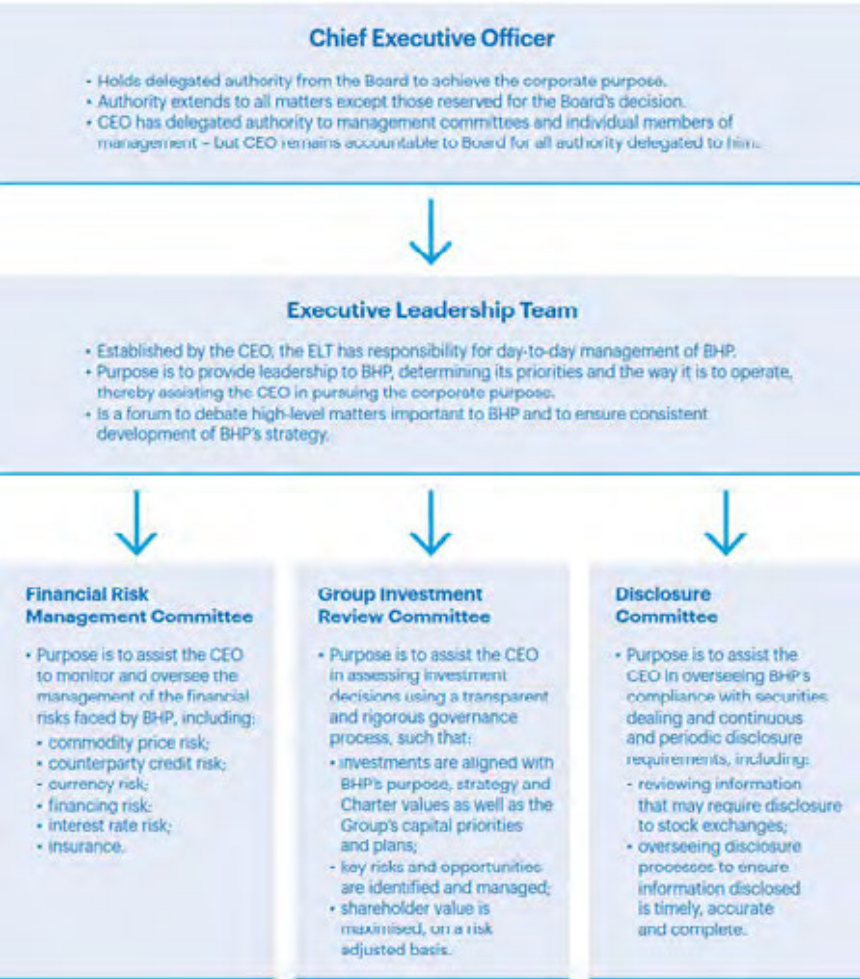 Chief Executive Officer
• Holds delegated authority from the Board to achieve the corporate purpose.
• Authority extends to all matters except those reserved for the Board's decision.
• CEO has delegated authority to management committees and individual members of
management – but CEO remains accountable to Board for all authority delegated to him.
Executive Leadership Team
• Established by the CEO, the ELT has responsibility for day-to-day management of BHP.
• Purpose is to provide leadership to BHP, determining its priorities and the way it is to operate,
thereby assisting the CEO in pursuing the corporate purpose.
• Is a forum to debate high-level matters important to BHP and to ensure consistent
development of BHP's strategy.
Financial Risk
Management Committee
• Purpose is to assist the CEO
to monitor and oversee the
management of the financial
risks faced by BHP, including:
• commodity price risk;
• counterparty credit risk;
- currency risk;
• financing risk;
• interest rate risk;
• insurance.
Group Investment
Review Committee
• Purpose is to assist the CEO
in assessing investment
decisions using a transparent
and rigorous governance
process, such that:
• investments are aligned with
BHP's purpose, strategy and
Charter values as well as the
Group's capital priorities
and plans;
- key risks and opportunities
are identified and managed;
• shareholder value is
maximised, on a risk
adjusted basis.
Disclosure
Committee
• Purpose is to assist the
CEO in overseeing BHP's
compliance with securities
dealing and continuous
and periodic disclosure
requirements, including:
- reviewing information
that may require disclosure
to stock exchanges;
• overseeing disclosure
processes to ensure
information disclosed
is timely, accurate
and complete.